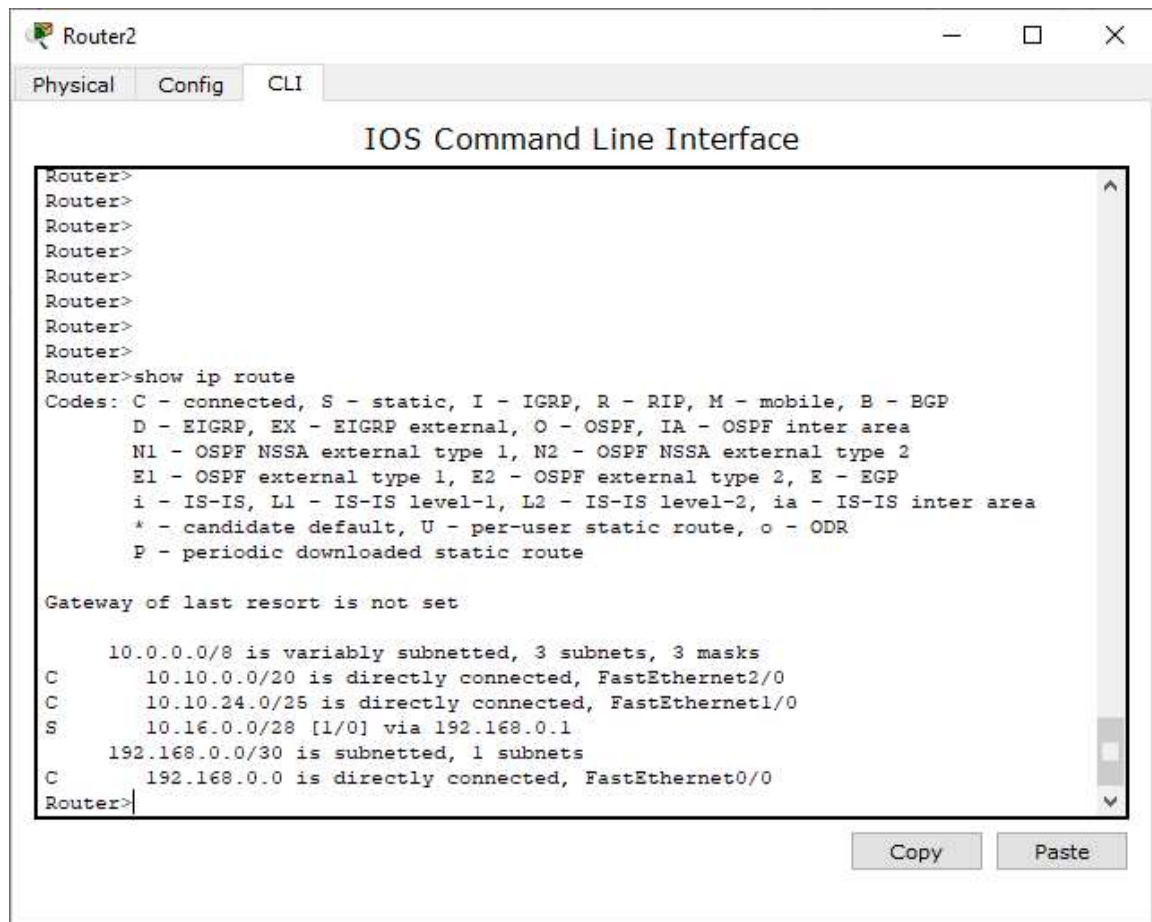 Router2
Physical Config CLI
IOS Command Line Interface
Router>
Router>
Router>
Router>
Router>
Router>
Router>
Router>
Router>show ip route
Codes: C - connected, S - static, I - IGRP, R - RIP, M - mobile, B - BGP
       D - EIGRP, EX - EIGRP external, O - OSPF, IA - OSPF inter area
       N1 - OSPF NSSA external type 1, N2 - OSPF NSSA external type 2
       E1 - OSPF external type 1, E2 - OSPF external type 2, E - EGP
       i - IS-IS, L1 - IS-IS level-1, L2 - IS-IS level-2, ia - IS-IS inter area
       * - candidate default, U - per-user static route, o - ODR
       P - periodic downloaded static route
Gateway of last resort is not set
     10.0.0.0/8 is variably subnetted, 3 subnets, 3 masks
C       10.10.0.0/20 is directly connected, FastEthernet2/0
C       10.10.24.0/25 is directly connected, FastEthernet1/0
S       10.16.0.0/28 [1/0] via 192.168.0.1
     192.168.0.0/30 is subnetted, 1 subnets
C       192.168.0.0 is directly connected, FastEthernet0/0
Router>
Copy Paste